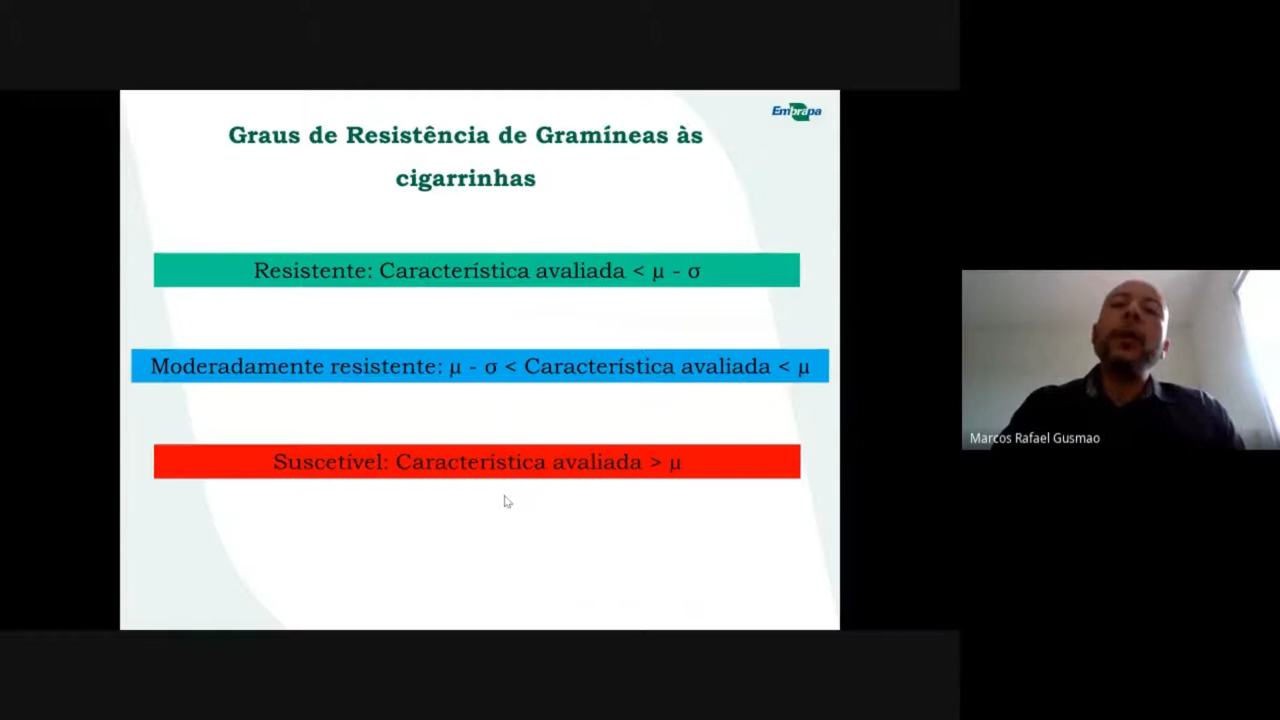 Embrapa
Graus de Resistência de Gramíneas às
cigarrinhas
Resistente: Característica avaliada < μ - σ
Moderadamente resistente: μ - σ < Característica avaliada < μ
Suscetível: Característica avaliada > μ
Marcos Rafael Gusmao